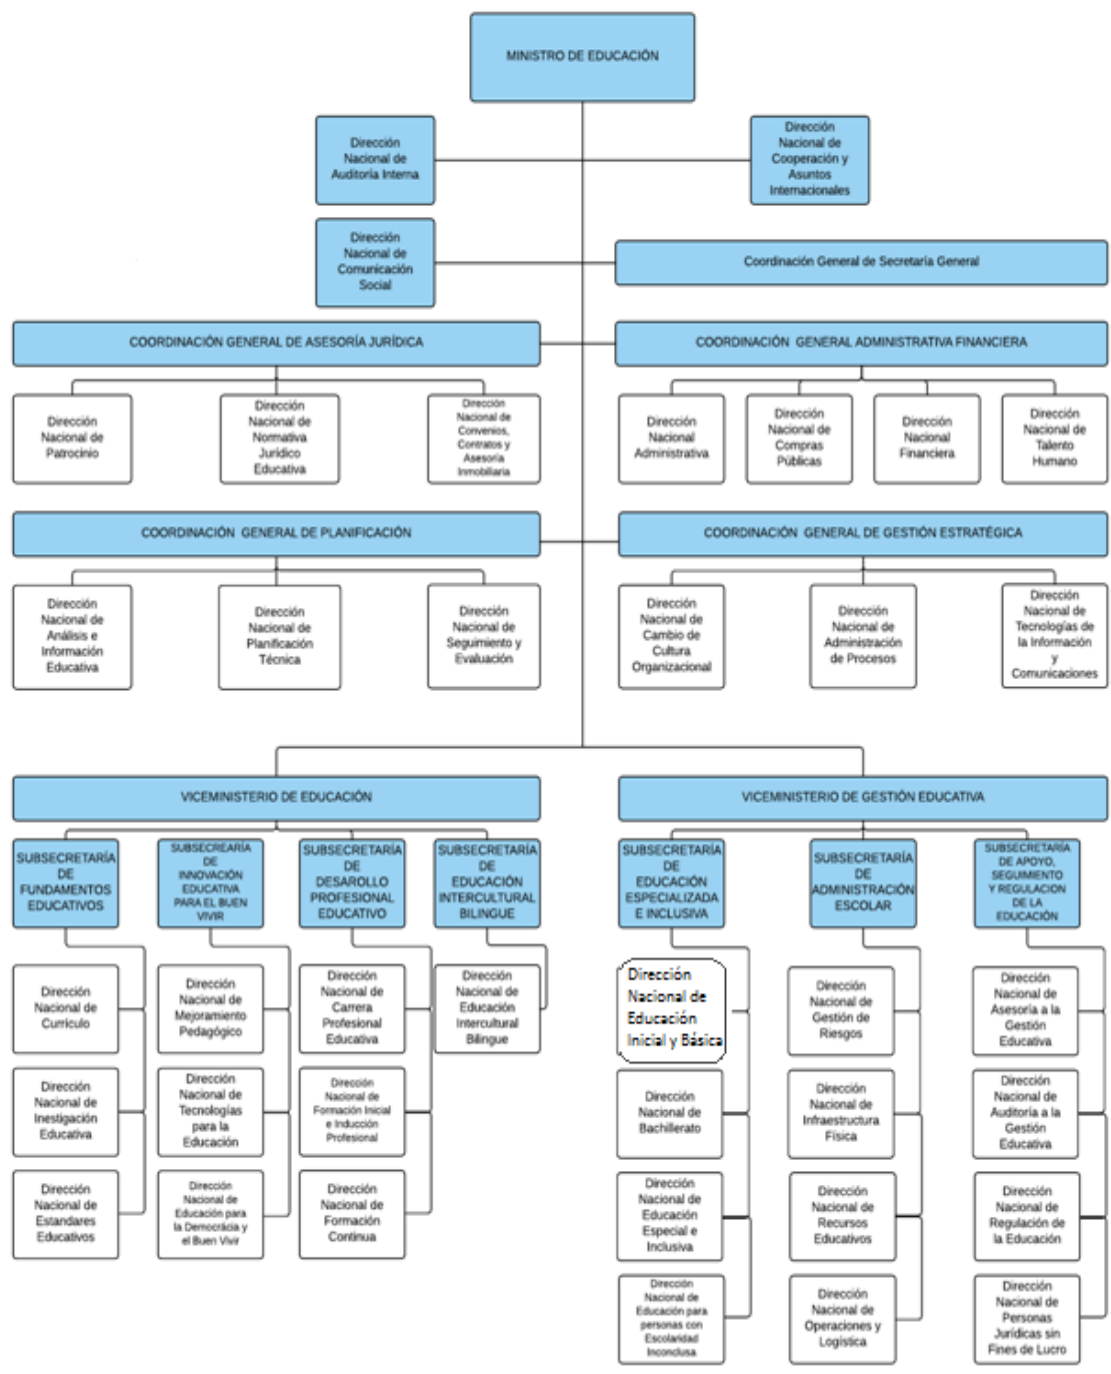 MINISTRO DE EDUCACIÓN
Dirección
Nacional de
Auditoría Interna
Dirección
Nacional de
Cooperación y
Asuntos
Internacionales
Dirección
Nacional de
Comunicación
Social
Coordinación General de Secretaría General
COORDINACIÓN GENERAL DE ASESORÍA JURÍDICA
COORDINACIÓN GENERAL ADMINISTRATIVA FINANCIERA
Dirección
Nacional de
Patrocinio
Dirección
Nacional de
Normativa
Jurídico
Educativa
Dirección
Nacional de
Convenios,
Contratos y
Asesoría
Inmobiliaria
Dirección
Nacional
Administrativa
Dirección
Nacional de
Compras
Públicas
Dirección
Nacional
Financiera
Dirección
Nacional de
Talento
Humano
COORDINACIÓN GENERAL DE PLANIFICACIÓN
COORDINACIÓN GENERAL DE GESTIÓN ESTRATÉGICA
Dirección
Nacional de
Análisis e
Información
Educativa
Dirección
Nacional de
Planificación
Técnica
Dirección
Nacional de
Seguimiento y
Evaluación
Dirección
Nacional de
Cambio de
Cultura
Organizacional
Dirección
Nacional de
Administración
de Procesos
Dirección
Nacional de
Tecnologías de
la Información
y
Comunicaciones
VICEMINISTERIO DE EDUCACIÓN
VICEMINISTERIO DE GESTIÓN EDUCATIVA
SUBSECRETARÍA
DE
FUNDAMENTOS
EDUCATIVOS
SUBSECREARÍA
DE
INNOVACIÓN
EDUCATIVA
PARA EL BUEN
VIVIR
SUBSECRETARÍA
DE
DESAROLLO
PROFESIONAL
EDUCATIVO
SUBSECRETARÍA
DE
EDUCACIÓN
INTERCULTURAL
BILINGUE
SUBSECRETARÍA
DE
EDUCACIÓN
ESPECIALIZADA
E INCLUSIVA
SUBSECRETARÍA
DE
ADMINISTRACIÓN
ESCOLAR
SUBSECRETARÍA
DE APOYO,
SEGUIMIENTO
Y REGULACION
DE LA
EDUCACIÓN
Dirección
Nacional de
Currículo
Dirección
Nacional de
Mejoramiento
Pedagógico
Dirección
Nacional de
Carrera
Profesional
Educativa
Dirección
Nacional de
Educación
Intercultural
Bilingue
Dirección
Nacional de
Educación
Inicial y Básica
Dirección
Nacional de
Gestión de
Riesgos
Dirección
Nacional de
Asesoría a la
Gestión
Educativa
Dirección
Nacional de
Inestigación
Educativa
Dirección
Nacional de
Tecnologías
para la
Educación
Dirección
Nacional de
Formación Inicial
e Inducción
Profesional
Dirección
Nacional de
Bachillerato
Dirección
Nacional de
Infraestructura
Física
Dirección
Nacional de
Auditoría a la
Gestión
Educativa
Dirección
Nacional de
Estandares
Educativos
Dirección
Nacional de
Educación para
la Democrácia y
el Buen Vivir
Dirección
Nacional de
Formación
Continua
Dirección
Nacional de
Educación
Especial e
Inclusiva
Dirección
Nacional de
Recursos
Educativos
Dirección
Nacional de
Regulación de
la Educación
Dirección
Nacional de
Educación para
personas con
Escolaridad
Inconclusa
Dirección
Nacional de
Operaciones y
Logística
Dirección
Nacional de
Personas
Jurídicas sin
Fines de Lucro